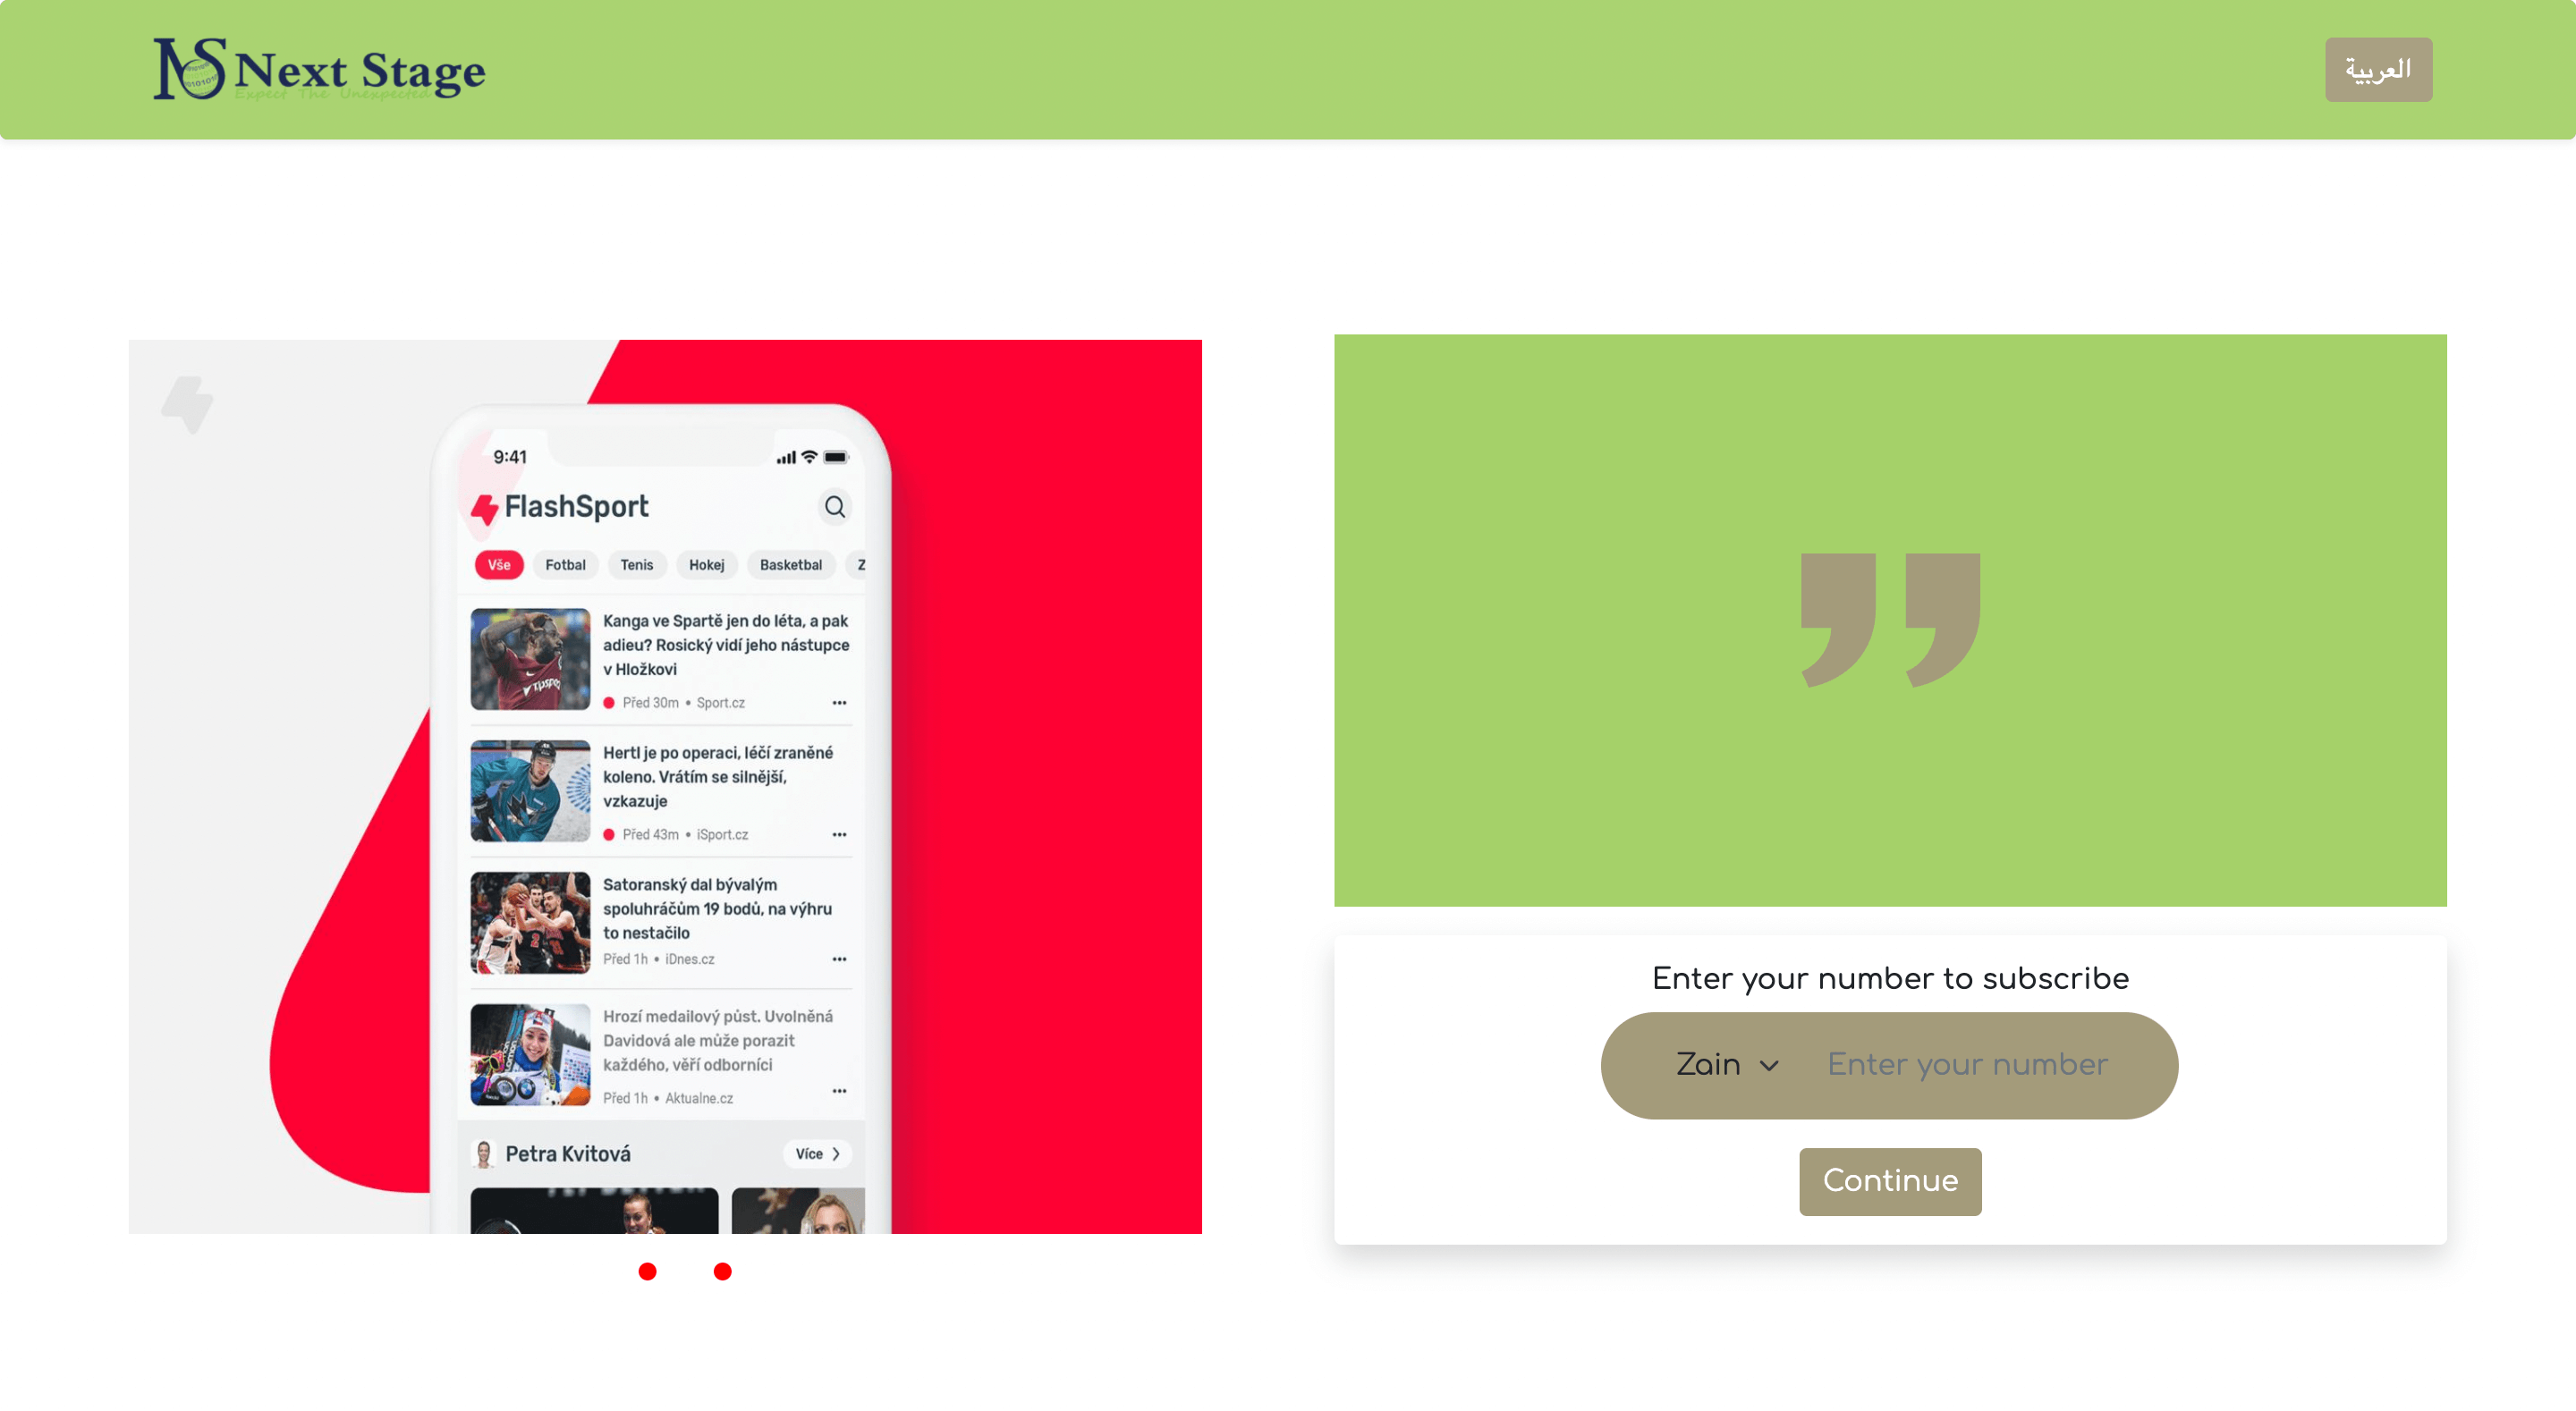 Next Stage
Expect The Unexpected
العربية
9:41
FlashSport
Vše
Fotbal
Tenis
Hokej
Basketbal
Z
Kanga ve Spartě jen do léta, a pak
adieu? Rosický vidí jeho nástupce
v Hložkovi
Před 30m • Sport.cz
Hertl je po operaci, léčí zraněné
koleno. Vrátím se silnější,
vzkazuje
Před 43m • iSport.cz
Satoranský dal bývalým
spoluhráčům 19 bodů, na výhru
to nestačilo
Před 1h • iDnes.cz
Hrozí medailový půst. Uvolněná
Davidová ale může porazit
každého, věří odborníci
Před 1h • Aktualne.cz
Petra Kvitová
Více
Enter your number to subscribe
Zain
Enter your number
Continue